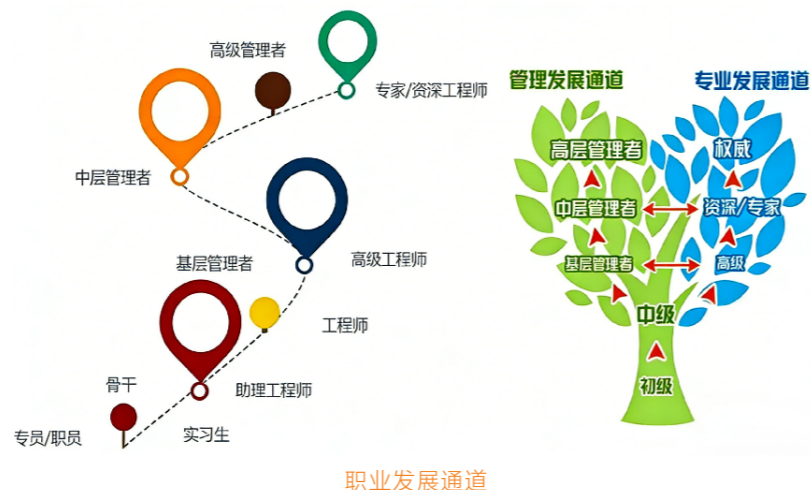 高级管理者
专家/资深工程师
中层管理者
基层管理者
高级工程师
工程师
骨干
助理工程师
专员/职员
实习生
管理发展通道
专业发展通道
高层管理者
权威
中层管理者
资深/专家
基层管理者
高级
中级
初级
职业发展通道